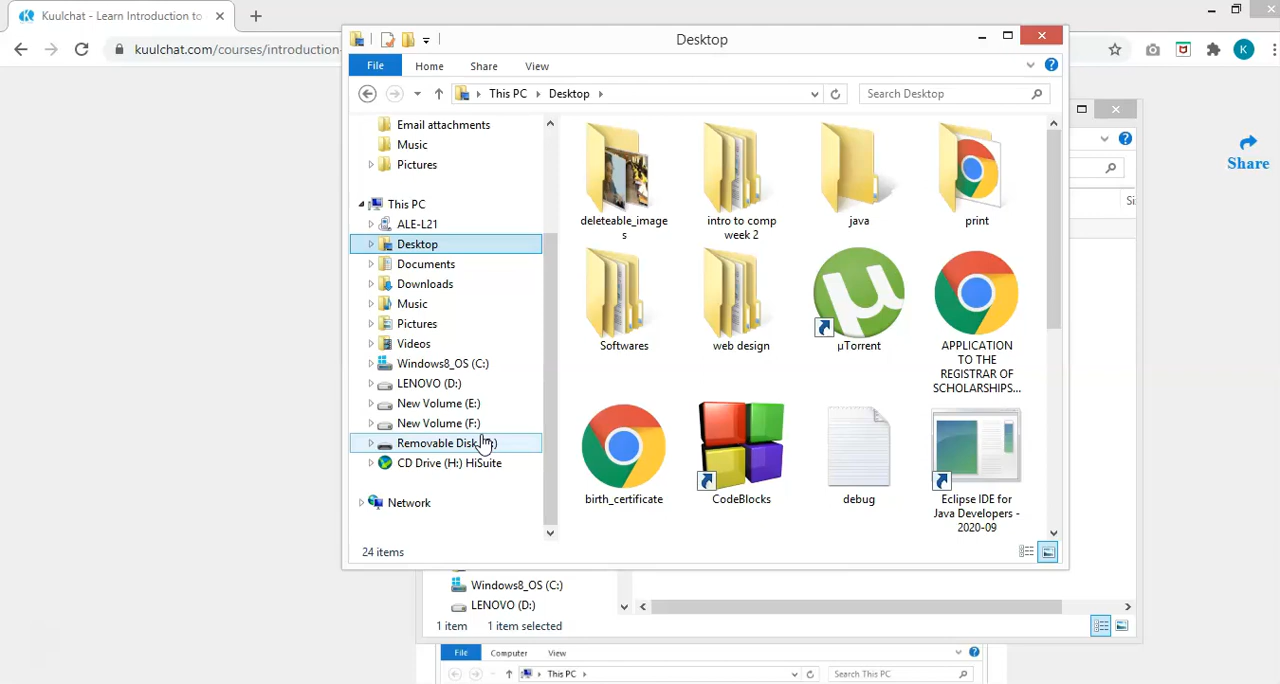 Kuulchat - Learn Introduction to
kuulchat.com/courses/introduction-
K
Share
Desktop
File Home Share View
This PC Desktop
Search Desktop
Email attachments
Music
Pictures
This PC
ALE-L21
Desktop
Documents
Downloads
Music
Pictures
Videos
Windows8_OS (C:)
LENOVO (D:)
New Volume (E:)
New Volume (F:)
Removable Disk
CD Drive (H:) HiSuite
Network
24 items
deleteable_image
s
intro to comp
week 2
java
print
Softwares
web design
µTorrent
APPLICATION
TO THE
REGISTRAR OF
SCHOLARSHIPS...
birth_certificate
CodeBlocks
debug
Eclipse IDE for
Java Developers -
2020-09
Windows8_OS (C:)
LENOVO (D:)
1 item 1 item selected
File Computer View
This PC
Search This PC